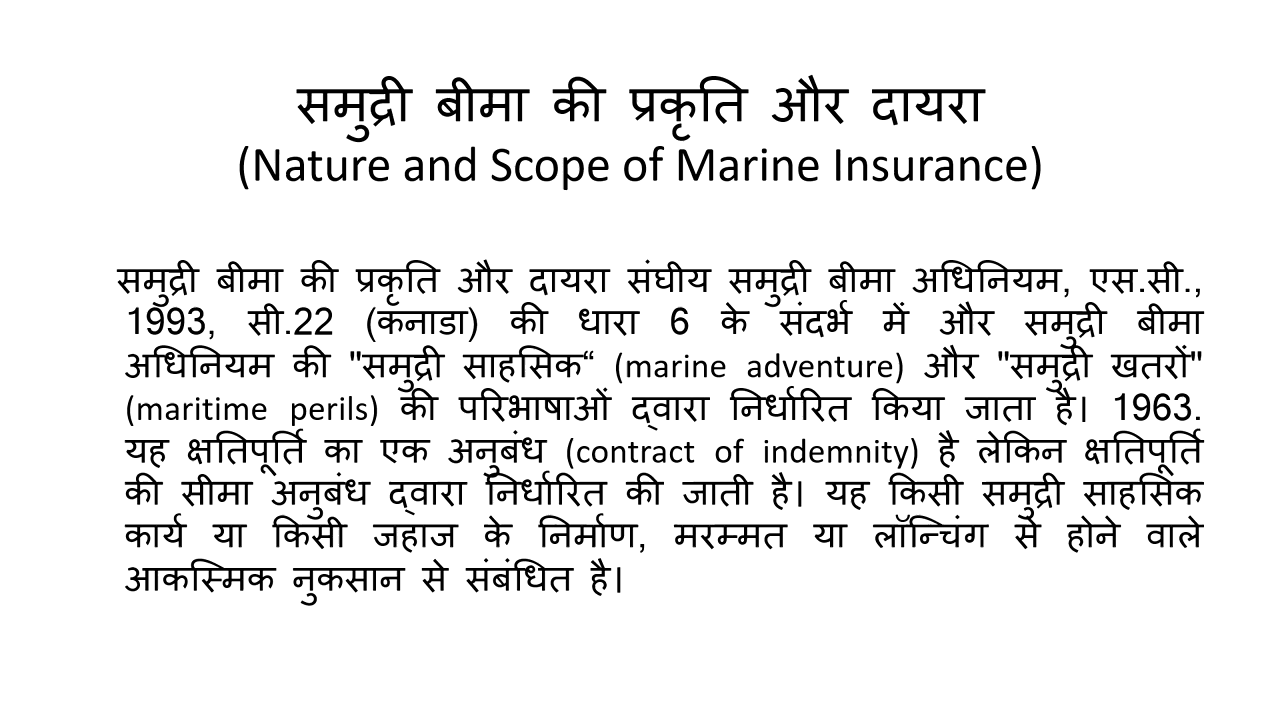 समुद्री बीमा की प्रकृति और दायरा
(Nature and Scope of Marine Insurance)
समुद्री बीमा की प्रकृति और दायरा संघीय समुद्री बीमा अधिनियम, एस.सी.,
1993, सी.22 (कनाडा) की धारा 6 के संदर्भ में और समुद्री बीमा
अधिनियम की "समुद्री साहसिक“ (marine adventure) और "समुद्री खतरों"
(maritime perils) की परिभाषाओं द्वारा निर्धारित किया जाता है। 1963.
यह क्षतिपूर्ति का एक अनुबंध (contract of indemnity) है लेकिन क्षतिपूर्ति
की सीमा अनुबंध द्वारा निर्धारित की जाती है। यह किसी समुद्री साहसिक
कार्य या किसी जहाज के निर्माण, मरम्मत या लॉन्चिंग से होने वाले
आकस्मिक नुकसान से संबंधित है।